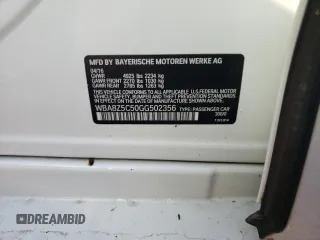 MFD BY BAYERISCHE MOTOREN WERKE AG
04/16
GVWR 4925 lbs 2234 kg
GAWR FRONT 2270 lbs 1030 kg
GAWR REAR 2785 lbs 1263 kg
THIS VEHICLE CONFORMS TO ALL APPLICABLE
U.S. FEDERAL MOTOR VEHICLE SAFETY, BUMPER
AND THEFT PREVENTION STANDARDS IN EFFECT ON
THE DATE OF MANUFACTURE SHOWN ABOVE.
WBA8Z5C50GG502356
TYPE: PASSENGER CAR
DREAMBID